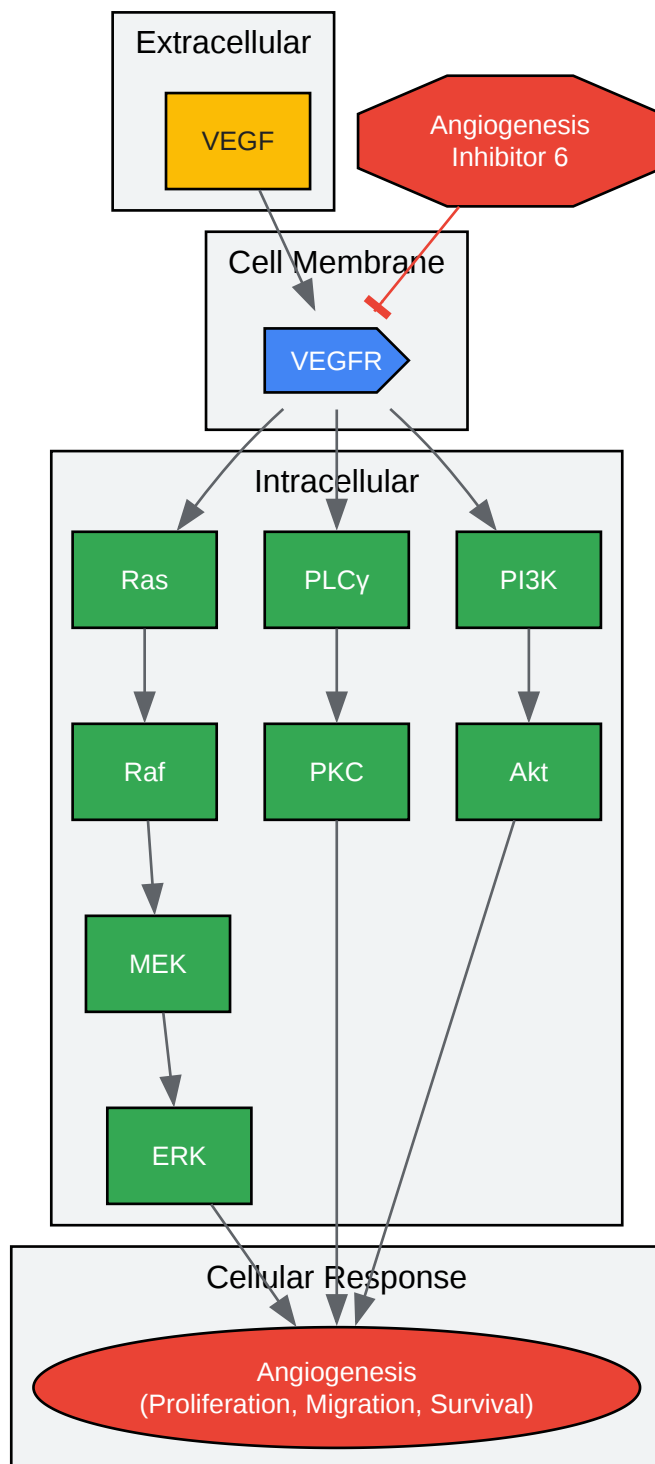 Extracellular
VEGF
Angiogenesis
Inhibitor 6
Cell Membrane
VEGFR
Intracellular
Ras
PLCγ
PI3K
Raf
PKC
Akt
MEK
ERK
Cellular Response
Angiogenesis
(Proliferation, Migration, Survival)